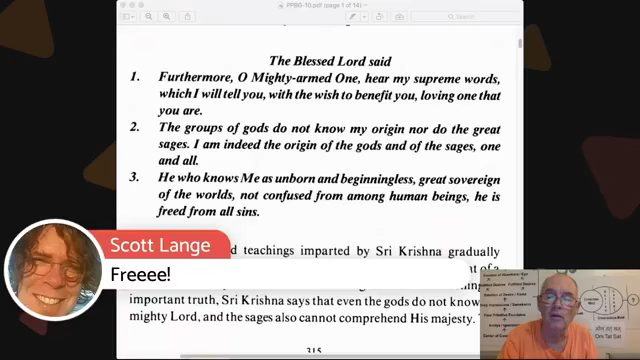 PPBG-10.pdf (page 1 of 14)
The Blessed Lord said
1. Furthermore, O Mighty-armed One, hear my supreme words,
which I will tell you, with the wish to benefit you, loving one that
you are.
2. The groups of gods do not know my origin nor do the great
sages. I am indeed the origin of the gods and of the sages, one
and all.
3. He who knows Me as unborn and beginningless, great sovereign
of the worlds, not confused from among human beings, he is
freed from all sins.
teachings imparted by Sri Krishna gradually
Scott Lange
Freeee!
important truth, Sri Krishna says that even the gods do not know
mighty Lord, and the sages also cannot comprehend His majesty.
315
Om Tat Sat